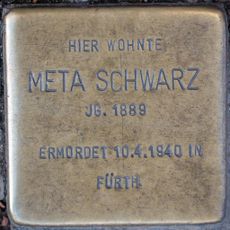 HIER WOHNTE
META SCHWARZ
JG. 1889
ERMORDET 10.4.1940 IN
FÜRTH